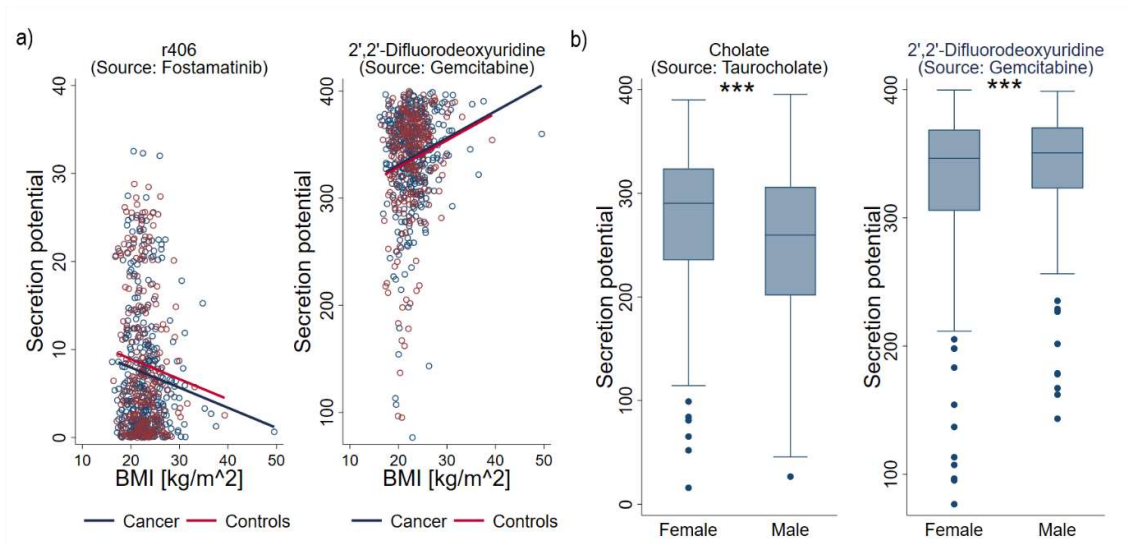 a)
r406
(Source: Fostamatinib)
Secretion potential
40
30
20
10
0
10 20 30 40 50
BMI [kg/m^2]
Cancer Controls
2',2'-Difluorodeoxyuridine
(Source: Gemcitabine)
Secretion potential
400
300
200
100
10 20 30 40 50
BMI [kg/m^2]
Cancer Controls
b)
Cholate
(Source: Taurocholate)
***
Secretion potential
400
300
200
100
0
Female Male
2',2'-Difluorodeoxyuridine
(Source: Gemcitabine)
***
Secretion potential
400
300
200
100
Female Male